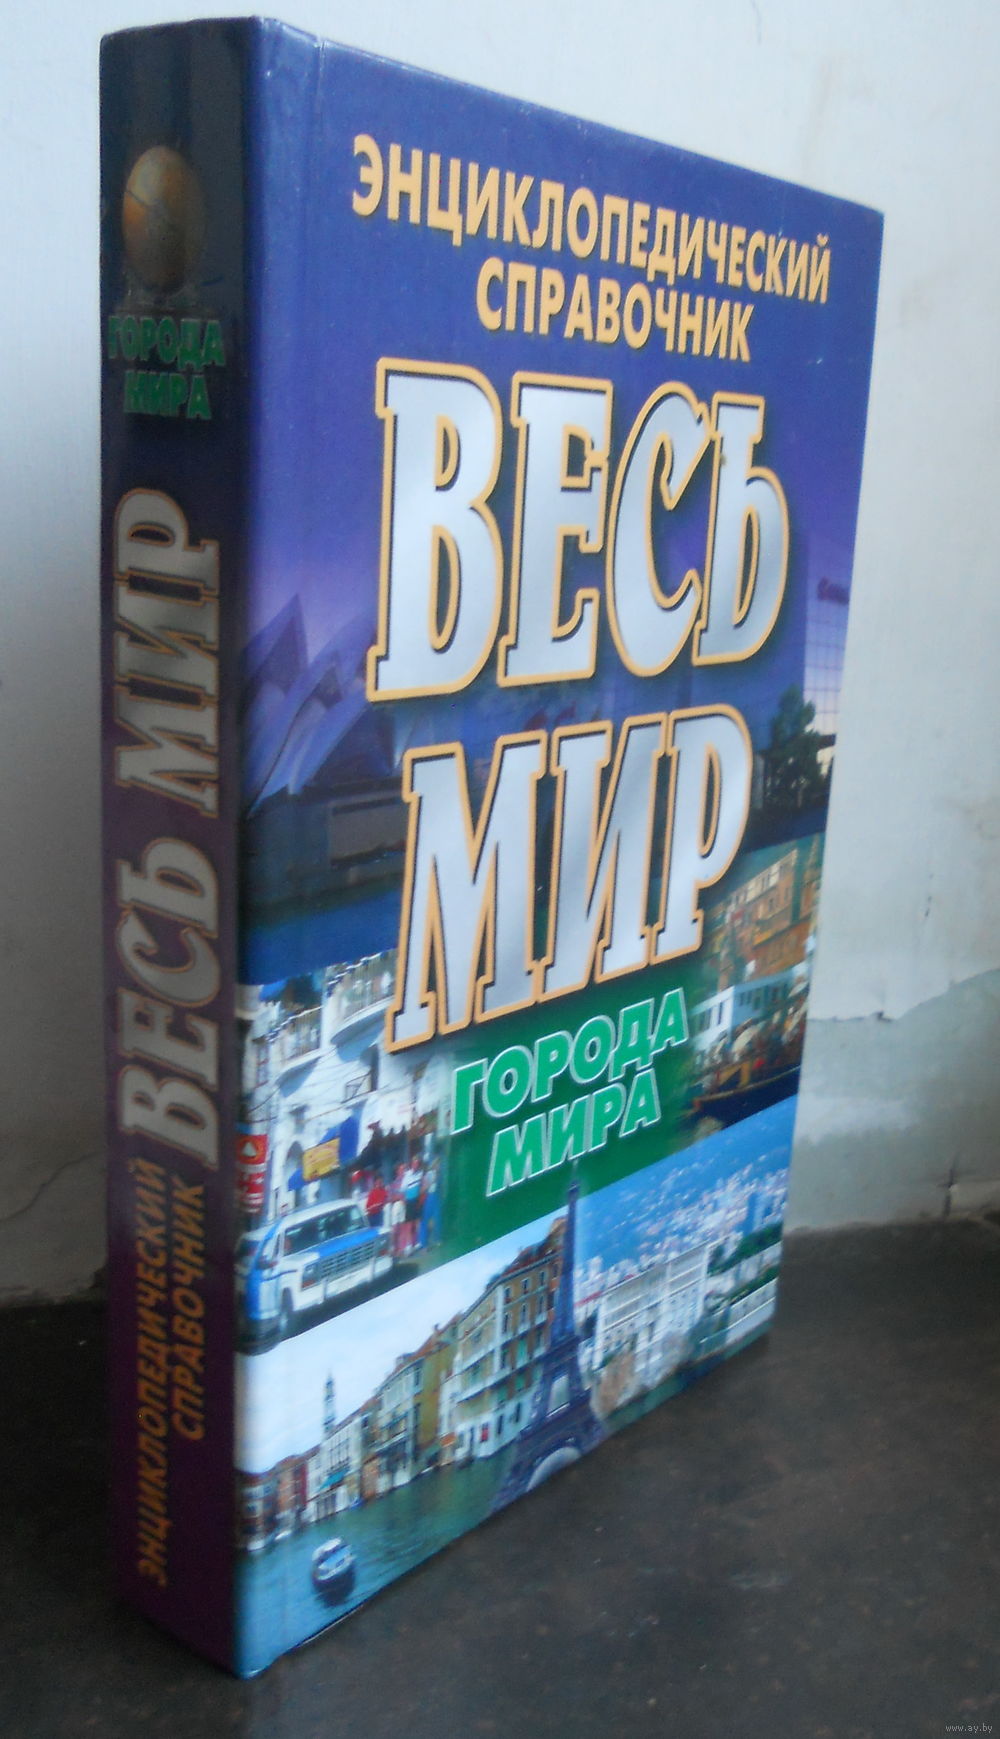 ГОРОДА
МИРА
ВЕСЬ МИР
ЭНЦИКЛОПЕДИЧЕСКИЙ
СПРАВОЧНИК
ЭНЦИКЛОПЕДИЧЕСКИЙ
СПРАВОЧНИК
ВЕСЬ
МИР
ГОРОДА
МИРА
www.ay.by